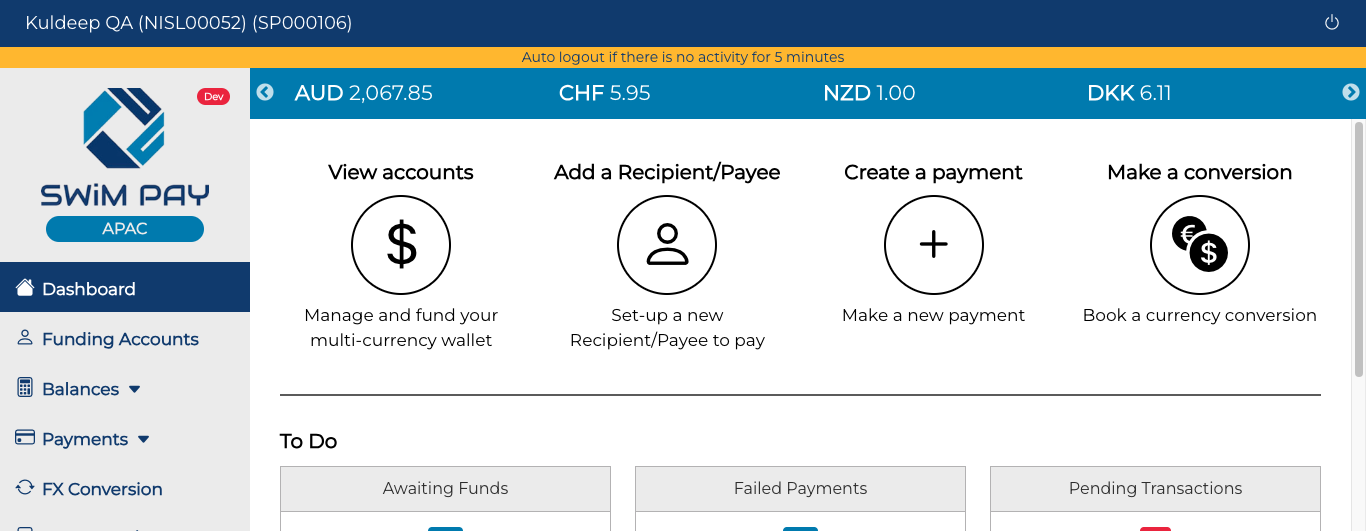 Kuldeep QA (NISL00052) (SP000106)
Auto logout if there is no activity for 5 minutes
Dev
SWiM PAY
APAC
AUD 2,067.85
CHF 5.95
NZD 1.00
DKK 6.11
Dashboard
Funding Accounts
Balances
Payments
FX Conversion
View accounts
$
Manage and fund your
multi-currency wallet
Add a Recipient/Payee
Set-up a new
Recipient/Payee to pay
Create a payment
Make a new payment
Make a conversion
€
$
Book a currency conversion
To Do
Awaiting Funds
Failed Payments
Pending Transactions